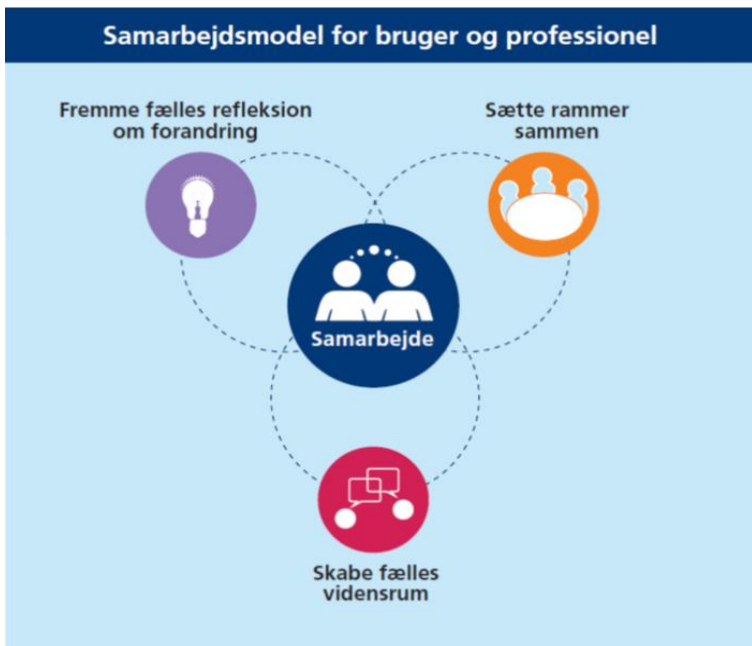 Samarbejdsmodel for bruger og professionel
Fremme fælles refleksion
om forandring
Sætte rammer
sammen
Samarbejde
Skabe fælles
vidensrum